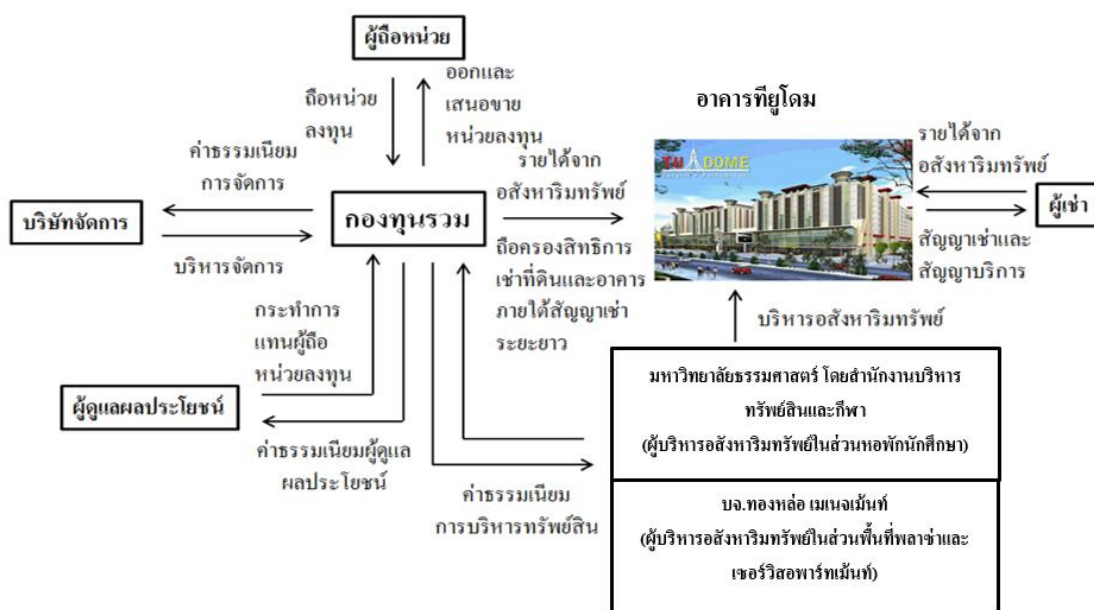 ผู้ถือหน่วย
ถือหน่วย
ลงทุน
ออกและ
เสนอขาย
หน่วยลงทุน
อาคารทียูโดม
TU DOME
ค่าธรรมเนียม
การจัดการ
รายได้จาก
อสังหาริมทรัพย์
รายได้จาก
อสังหาริมทรัพย์
บริษัทจัดการ
กองทุนรวม
ผู้เช่า
บริหารจัดการ
ถือครองสิทธิการ
เช่าที่ดินและอาคาร
ภายใต้สัญญาเช่า
ระยะยาว
สัญญาเช่าและ
สัญญาบริการ
กระทำการ
แทนผู้ถือ
หน่วยลงทุน
บริหารอสังหาริมทรัพย์
ผู้ดูแลผลประโยชน์
ค่าธรรมเนียมผู้ดูแล
ผลประโยชน์
มหาวิทยาลัยธรรมศาสตร์ โดยสำนักงานบริหาร
ทรัพย์สินและกีฬา
(ผู้บริหารอสังหาริมทรัพย์ในส่วนหอพักนักศึกษา)
ค่าธรรมเนียม
การบริหารทรัพย์สิน
บจ.ทองหล่อ เมเนจเม้นท์
(ผู้บริหารอสังหาริมทรัพย์ในส่วนพื้นที่พลาซ่าและ
เซอร์วิสอพาร์ทเม้นท์)